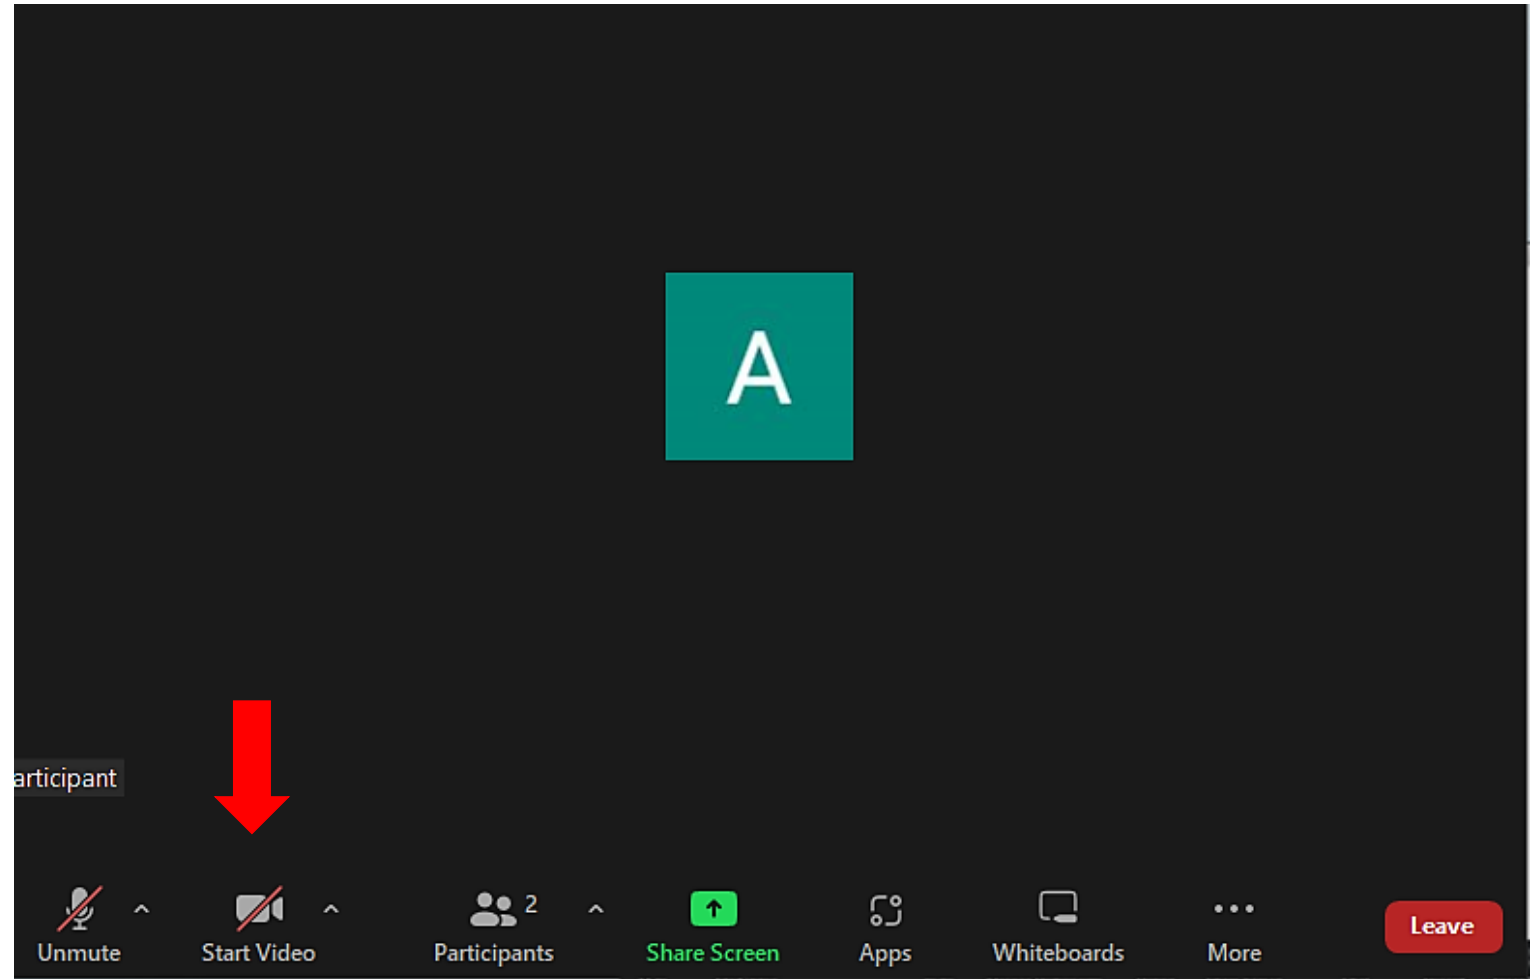 A
articipant
2
Unmute
Start Video
Participants
Share Screen
Apps
Whiteboards
More
Leave